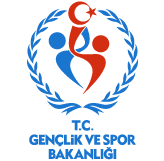 T.C.
GENÇLİK VE SPOR
BAKANLIĞI